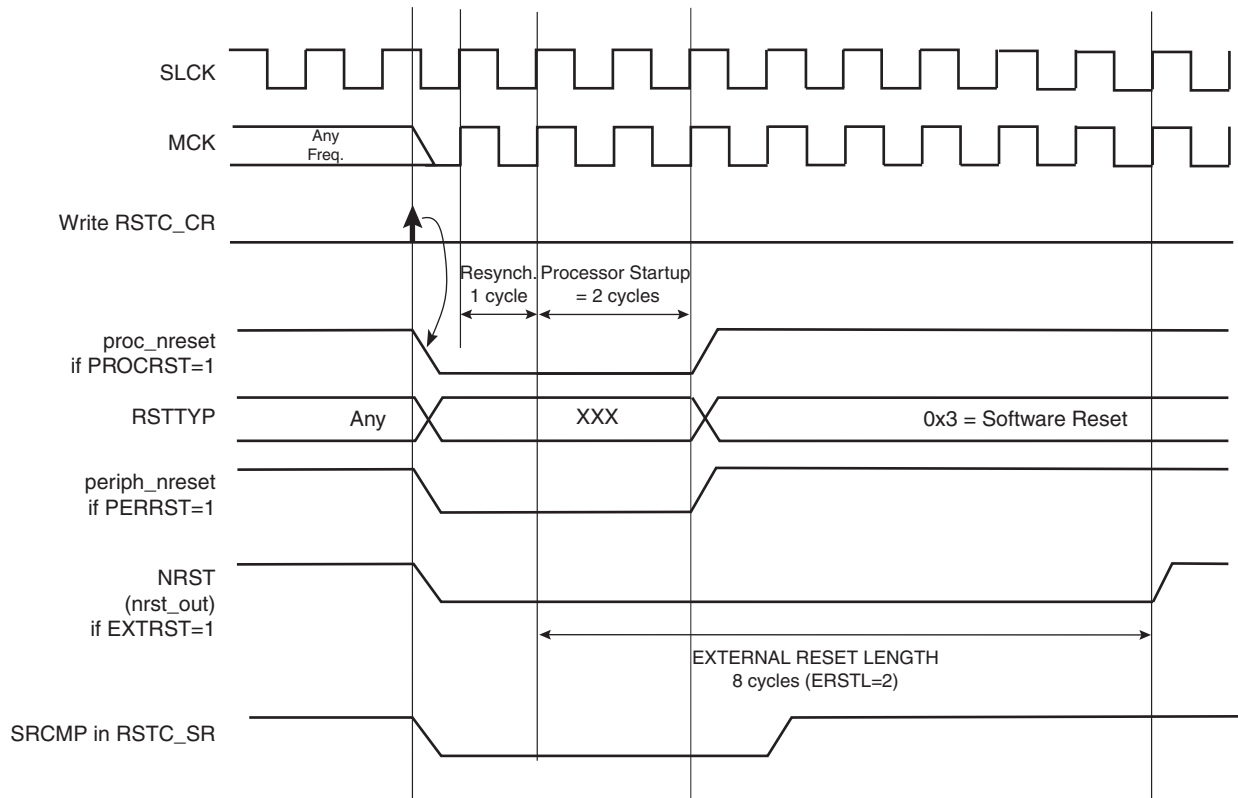 SLCK
MCK
Any
Freq.
Write RSTC_CR
Resynch.
1 cycle
Processor Startup
= 2 cycles
proc_nreset
if PROCRST=1
RSTTYP
Any
XXX
0x3 = Software Reset
periph_nreset
if PERRST=1
NRST
(nrst_out)
if EXTRST=1
EXTERNAL RESET LENGTH
8 cycles (ERSTL=2)
SRCMP in RSTC_SR